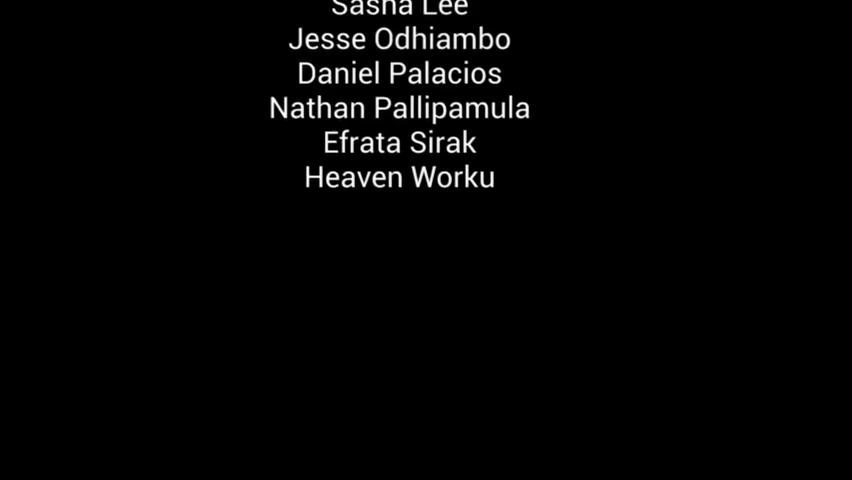 Sasha Lee
Jesse Odhiambo
Daniel Palacios
Nathan Pallipamula
Efrata Sirak
Heaven Worku